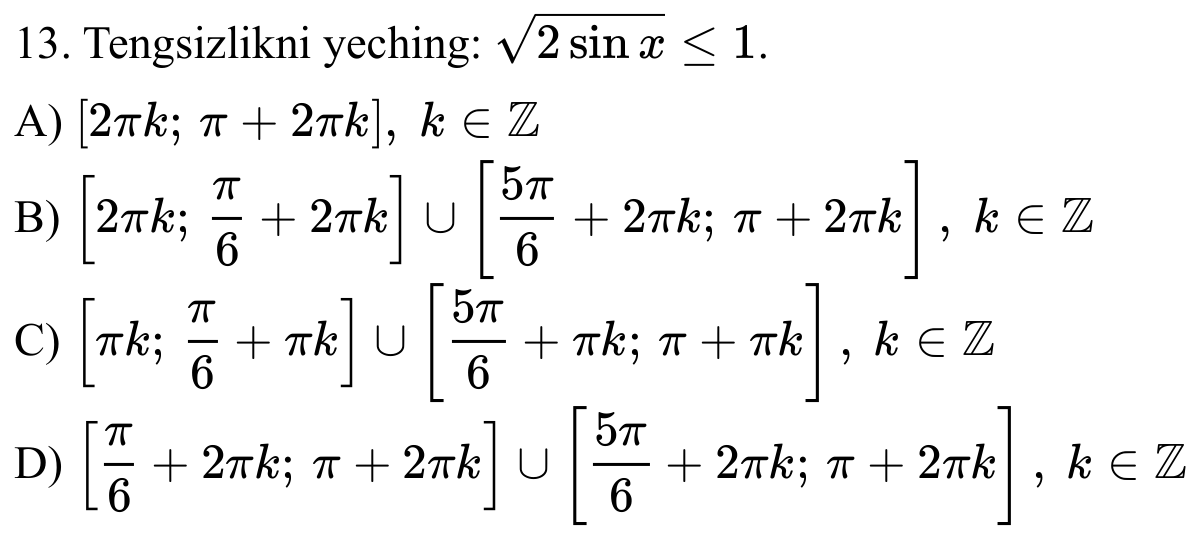 13. Tengsizlikni yeching: √(2 sin x) ≤ 1.
A) [2πk; π + 2πk], k ∈ ℤ
B) [2πk; π/6 + 2πk] ∪ [5π/6 + 2πk; π + 2πk], k ∈ ℤ
C) [πk; π/6 + πk] ∪ [5π/6 + πk; π + πk], k ∈ ℤ
D) [π/6 + 2πk; π + 2πk] ∪ [5π/6 + 2πk; π + 2πk], k ∈ ℤ